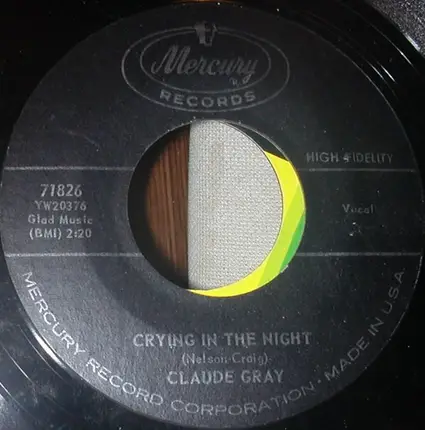 Mercury
RECORDS
HIGH FIDELITY
71826
YW20376
Glad Music
(BMI) 2:20
Vocal
CRYING IN THE NIGHT
(Nelson-Craig)
CLAUDE GRAY
MERCURY RECORD CORPORATION • MADE IN U.S.A.